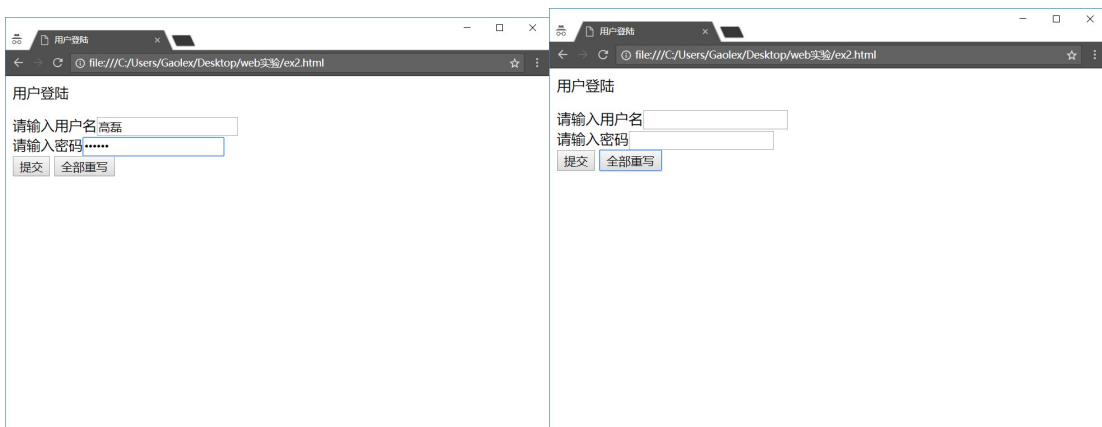 用户登陆
file:///C:/Users/Gaolex/Desktop/web实验/ex2.html
用户登陆
请输入用户名高磊
请输入密码••••••
提交 全部重写
用户登陆
file:///C:/Users/Gaolex/Desktop/web实验/ex2.html
用户登陆
请输入用户名
请输入密码
提交 全部重写